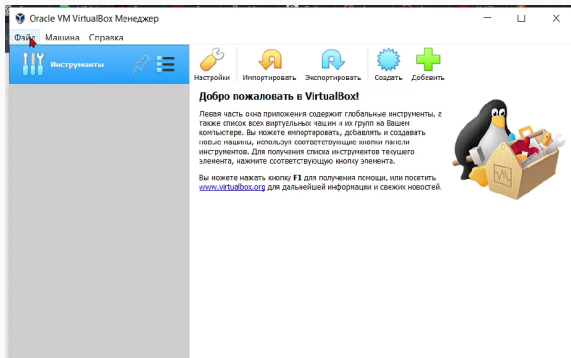 Oracle VM VirtualBox Менеджер
Файл Машина Справка
Инструменты
Настройки Импортировать Экспортировать Создать Добавить
Добро пожаловать в VirtualBox!
Левая часть окна приложения содержит глобальные инструменты, а
также список всех виртуальных машин и их групп на Вашем
компьютере. Вы можете импортировать, добавлять и создавать
новые машины, используя соответствующие кнопки панели
инструментов. Для получения списка инструментов текущего
элемента, нажмите соответствующую кнопку элемента.
Вы можете нажать кнопку F1 для получения помощи, или посетить
www.virtualbox.org для дальнейшей информации и свежих новостей.